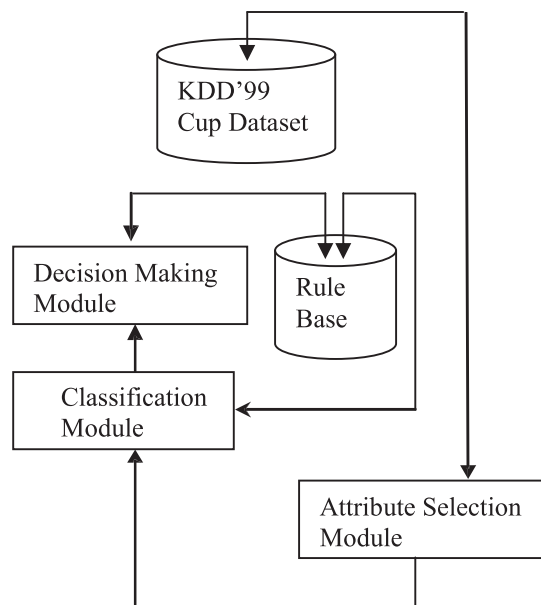 KDD’99
Cup Dataset
Decision Making
Module
Rule
Base
Classification
Module
Attribute Selection
Module